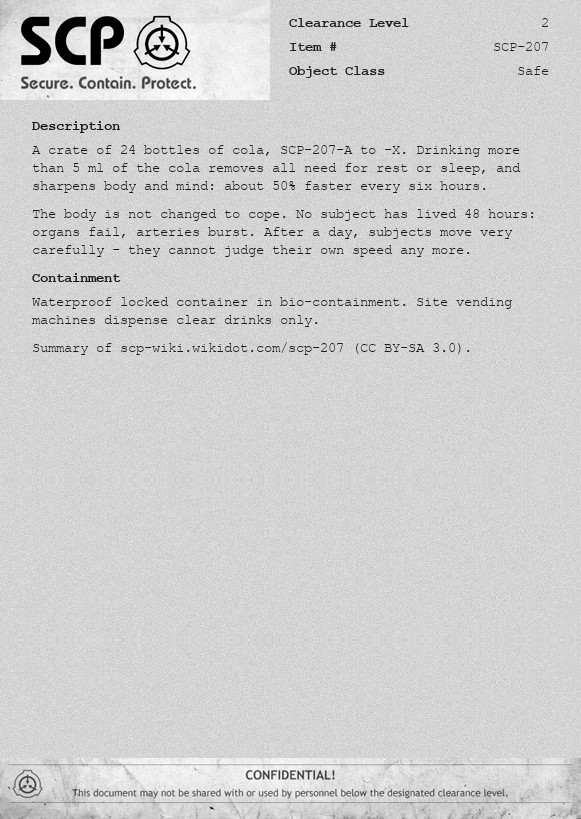 SCP
Secure. Contain. Protect.
Clearance Level 2
Item # SCP-207
Object Class Safe
Description
A crate of 24 bottles of cola, SCP-207-A to -X. Drinking more
than 5 ml of the cola removes all need for rest or sleep, and
sharpens body and mind: about 50% faster every six hours.
The body is not changed to cope. No subject has lived 48 hours:
organs fail, arteries burst. After a day, subjects move very
carefully - they cannot judge their own speed any more.
Containment
Waterproof locked container in bio-containment. Site vending
machines dispense clear drinks only.
Summary of scp-wiki.wikidot.com/scp-207 (CC BY-SA 3.0).
CONFIDENTIAL!
This document may not be shared with or used by personnel below the designated clearance level.